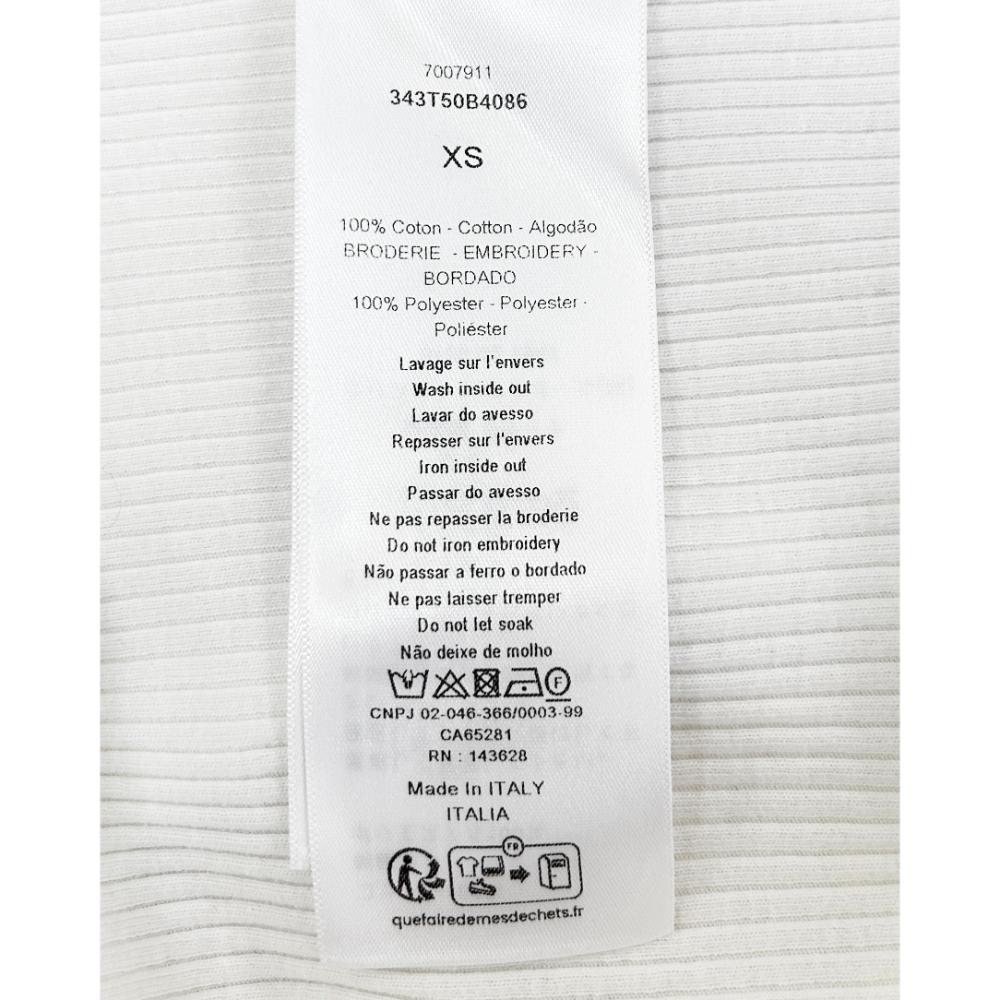 7007911
343T50B4086
XS
100% Coton - Cotton - Algodão
BRODERIE - EMBROIDERY -
BORDADO
100% Polyester - Polyester -
Poliéster
Lavage sur l'envers
Wash inside out
Lavar do avesso
Repasser sur l'envers
Iron inside out
Passar do avesso
Ne pas repasser la broderie
Do not iron embroidery
Não passar a ferro o bordado
Ne pas laisser tremper
Do not let soak
Não deixe de molho
F
CNPJ 02-046-366/0003-99
CA65281
RN : 143628
Made In ITALY
ITALIA
FR
quefairedemesdechets.fr